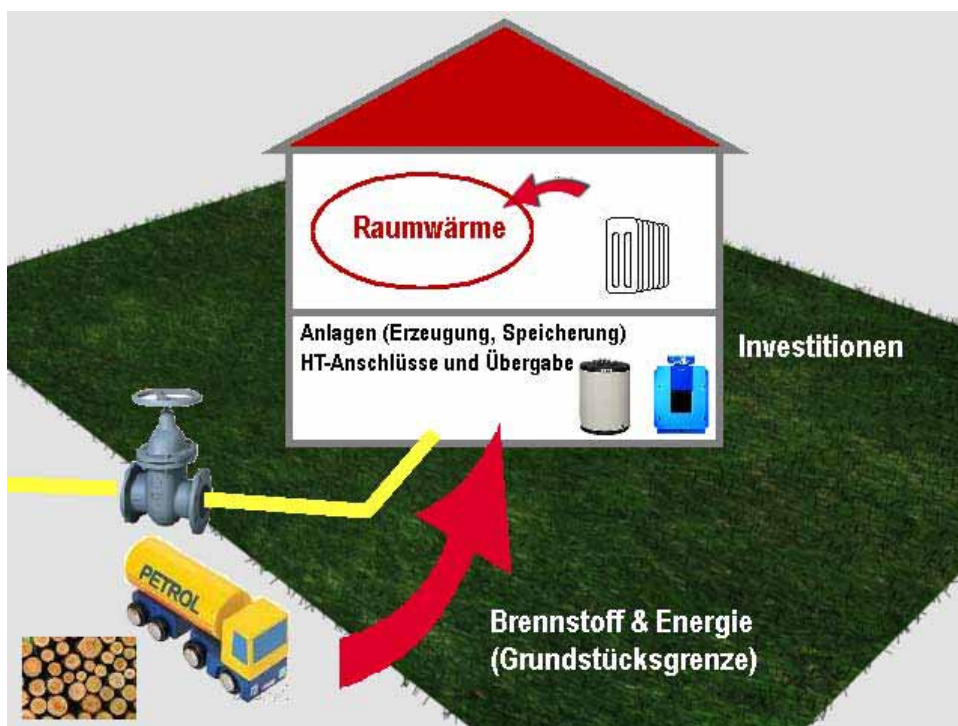 Raumwärme
Anlagen (Erzeugung, Speicherung)
HT-Anschlüsse und Übergabe
Investitionen
PETROL
Brennstoff & Energie
(Grundstücksgrenze)